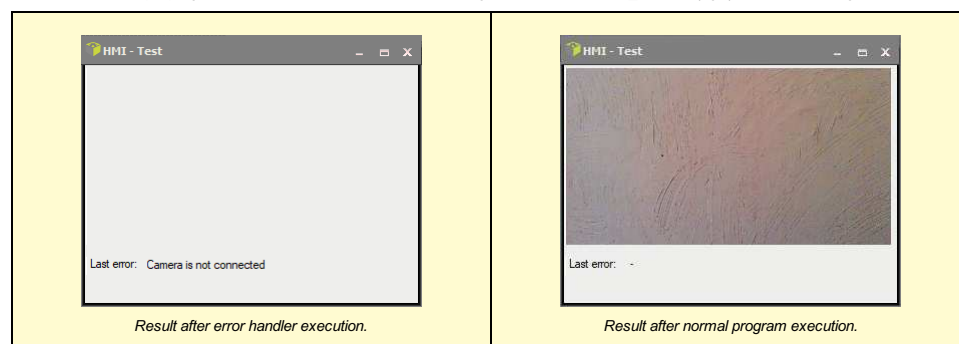 HMI - Test
Last error: Camera is not connected
Result after error handler execution.
HMI - Test
Last error: -
Result after normal program execution.